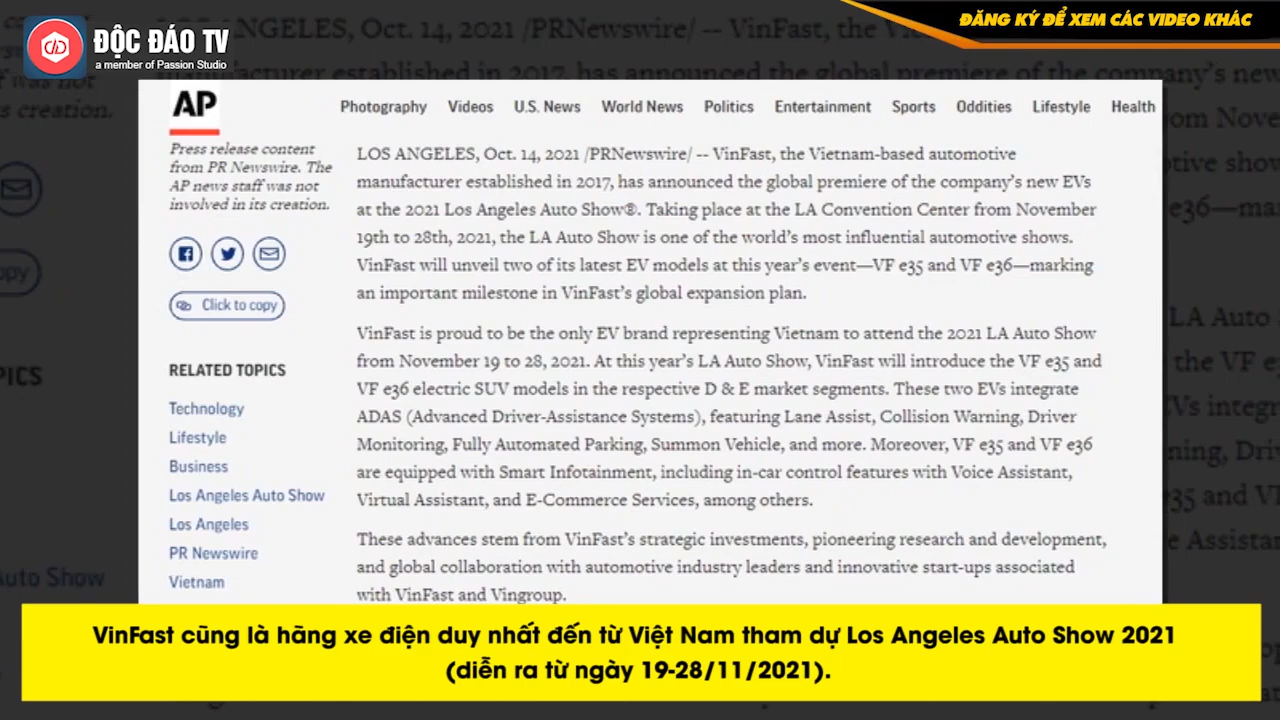 ĐỘC ĐÁO TV
a member of Passion Studio
ĐĂNG KÝ ĐỂ XEM CÁC VIDEO KHÁC
AP
Photography Videos U.S. News World News Politics Entertainment Sports Oddities Lifestyle Health
Press release content
from PR Newswire. The
AP news staff was not
involved in its creation.
Click to copy
RELATED TOPICS
Technology
Lifestyle
Business
Los Angeles Auto Show
Los Angeles
PR Newswire
Vietnam
LOS ANGELES, Oct. 14, 2021 /PRNewswire/ -- VinFast, the Vietnam-based automotive
manufacturer established in 2017, has announced the global premiere of the company's new EVs
at the 2021 Los Angeles Auto Show®. Taking place at the LA Convention Center from November
19th to 28th, 2021, the LA Auto Show is one of the world's most influential automotive shows.
VinFast will unveil two of its latest EV models at this year's event—VF e35 and VF e36—marking
an important milestone in VinFast's global expansion plan.
VinFast is proud to be the only EV brand representing Vietnam to attend the 2021 LA Auto Show
from November 19 to 28, 2021. At this year's LA Auto Show, VinFast will introduce the VF e35 and
VF e36 electric SUV models in the respective D & E market segments. These two EVs integrate
ADAS (Advanced Driver-Assistance Systems), featuring Lane Assist, Collision Warning, Driver
Monitoring, Fully Automated Parking, Summon Vehicle, and more. Moreover, VF e35 and VF e36
are equipped with Smart Infotainment, including in-car control features with Voice Assistant,
Virtual Assistant, and E-Commerce Services, among others.
These advances stem from VinFast's strategic investments, pioneering research and development,
and global collaboration with automotive industry leaders and innovative start-ups associated
with VinFast and Vingroup.
VinFast cũng là hãng xe điện duy nhất đến từ Việt Nam tham dự Los Angeles Auto Show 2021
(diễn ra từ ngày 19-28/11/2021).